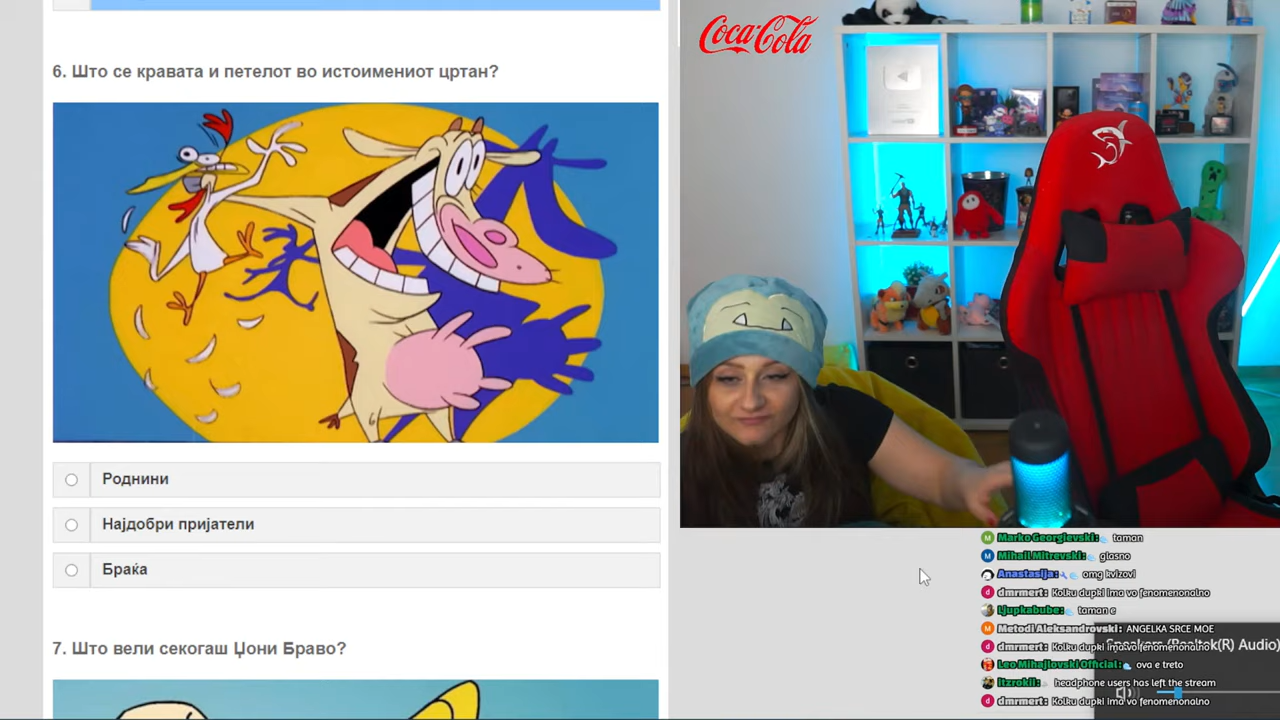 6. Што се кравата и петелот во истоимениот цртан?
Роднини
Најдобри пријатели
Браќа
7. Што вели секогаш Џони Браво?
Coca-Cola
Marko Georgievski: taman
Mihail Mitrevski: glasno
Anastasija: omg kvizovi
dmrmert: Kolku dupki ima vo fenomenonalno
Ljupkabube: taman e
Metodi Aleksandrovski: ANGELKA SRCE MOE
dmrmert: Kolku dupki ima vo fenomenonalno
Speakers (Realtek(R) Audio)
Leo Mihajlovski Official: ova e treto
itzrokii: headphone users has left the stream
dmrmert: Kolku dupki ima vo fenomenonalno